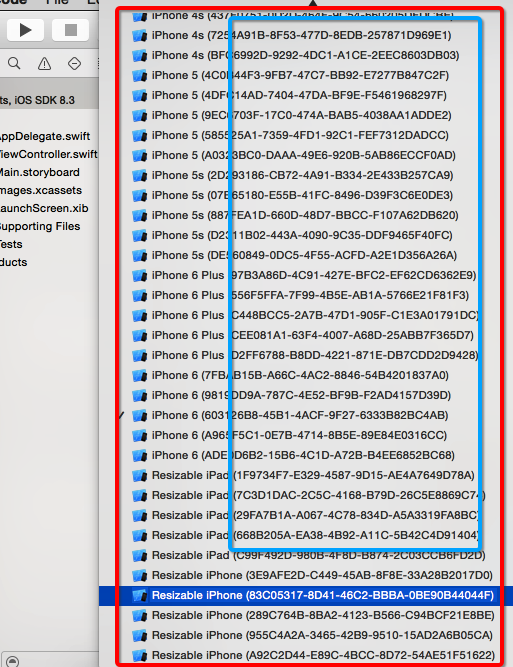 File
ts, iOS SDK 8.3
AppDelegate.swift
ViewController.swift
Main.storyboard
mages.xcassets
aunchScreen.xib
Supporting Files
Tests
ducts
iPhone 4s
iPhone 4s (7254A91B-8F53-477D-8EDB-257871D969E1)
iPhone 4s (BFC6992D-9292-4DC1-A1CE-2EEC8603DB03)
iPhone 5 (4C0B44F3-9FB7-47C7-BB92-E7277B847C2F)
iPhone 5 (4DFC14AD-7404-47DA-BF9E-F5461968297F)
iPhone 5 (9EC6703F-17C0-474A-BAB5-4038AA1ADDE2)
iPhone 5 (585525A1-7359-4FD1-92C1-FEF7312DADCC)
iPhone 5 (A0323BC0-DAAA-49E6-920B-5AB86ECCF0AD)
iPhone 5s (2D293186-CB72-4A91-B334-2E433B257CA9)
iPhone 5s (07E65180-E55B-41FC-8496-D39F3C6E0DE3)
iPhone 5s (887FEA1D-660D-48D7-BBCC-F107A62DB620)
iPhone 5s (D2311B02-443A-4090-9C35-DDF9465F40FC)
iPhone 5s (DE560849-0DC5-4F55-ACFD-A2E1D356A26A)
iPhone 6 Plus (97B3A86D-4C91-427E-BFC2-EF62CD6362E9)
iPhone 6 Plus (556F5FFA-7F99-4B5E-AB1A-5766E21F81F3)
iPhone 6 Plus (C448BCC5-2A7B-47D1-905F-C1E3A01791DC)
iPhone 6 Plus (CEE081A1-63F4-4007-A68D-25ABB7F365D7)
iPhone 6 Plus (D2FF6788-B8DD-4221-871E-DB7CDD2D9428)
iPhone 6 (7FBAB15B-A66C-4AC2-8846-54B4201837A0)
iPhone 6 (9819DD9A-787C-4E52-BF9B-F2AD4157D39D)
iPhone 6 (603126B8-45B1-4ACF-9F27-6333B82BC4AB)
iPhone 6 (A965F5C1-0E7B-4714-8B5E-89E84E0316CC)
iPhone 6 (ADE0D6B2-15B6-4C1D-A72B-B4EE6852BC68)
Resizable iPad (1F9734F7-E329-4587-9D15-AE4A7649D78A)
Resizable iPad (7C3D1DAC-2C5C-4168-B79D-26C5E8869C74)
Resizable iPad (29FA7B1A-A067-4C78-834D-A5A3319FA8BC)
Resizable iPad (668B205A-EA38-4B92-A11C-5B42C4D91404)
Resizable iPad (C99F492D-980B-4F8D-B874-2C03CCB6FD2D)
Resizable iPhone (3E9AFE2D-C449-45AB-8F8E-33A28B2017D0)
Resizable iPhone (83C05317-8D41-46C2-BBBA-0BE90B44044F)
Resizable iPhone (289C764B-8BA2-4123-B566-C94BCF21E8BE)
Resizable iPhone (955C4A2A-3465-42B9-9510-15AD2A6B05CA)
Resizable iPhone (A92C2D44-E89C-4BCC-8D72-54AE51F51622)